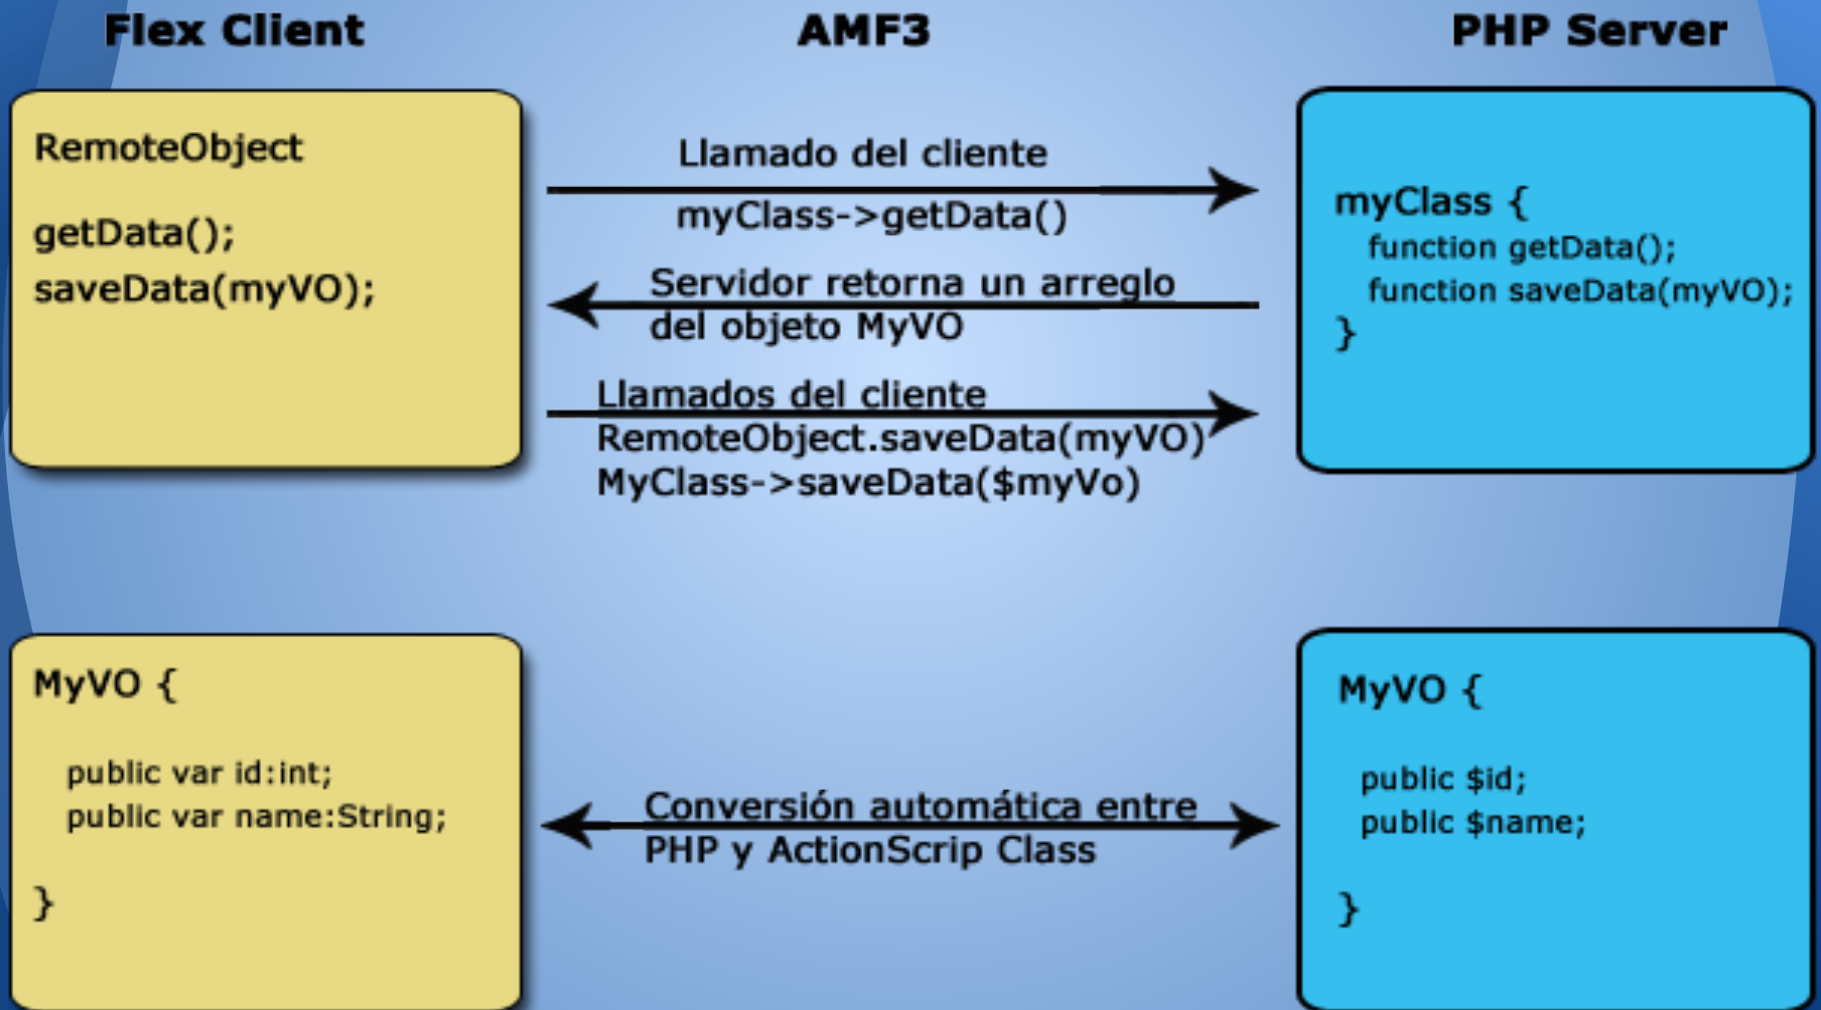 Flex Client
AMF3
PHP Server
RemoteObject
getData();
saveData(myVO);
Llamado del cliente
myClass->getData()
Servidor retorna un arreglo
del objeto MyVO
Llamados del cliente
RemoteObject.saveData(myVO)
MyClass->saveData($myVo)
myClass {
function getData();
function saveData(myVO);
}
MyVO {
public var id:int;
public var name:String;
}
Conversión automática entre
PHP y ActionScrip Class
MyVO {
public $id;
public $name;
}